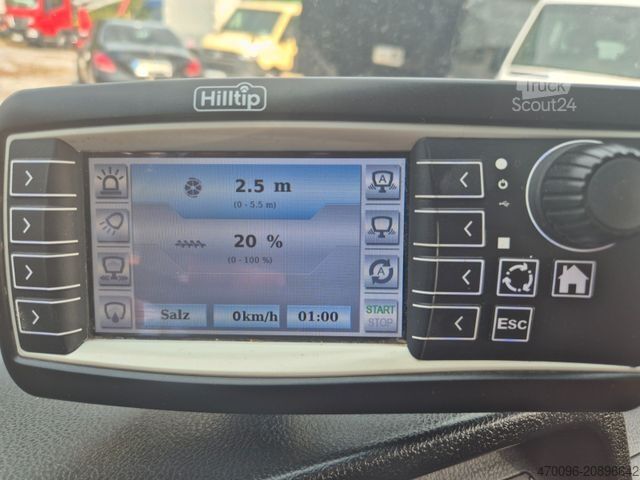 Hilltip
Truck
Scout24
2.5 m
(0 - 5.5 m)
20 %
(0 - 100 %)
Salz
0km/h
01:00
A
A
START
STOP
ESC
470096-20896642